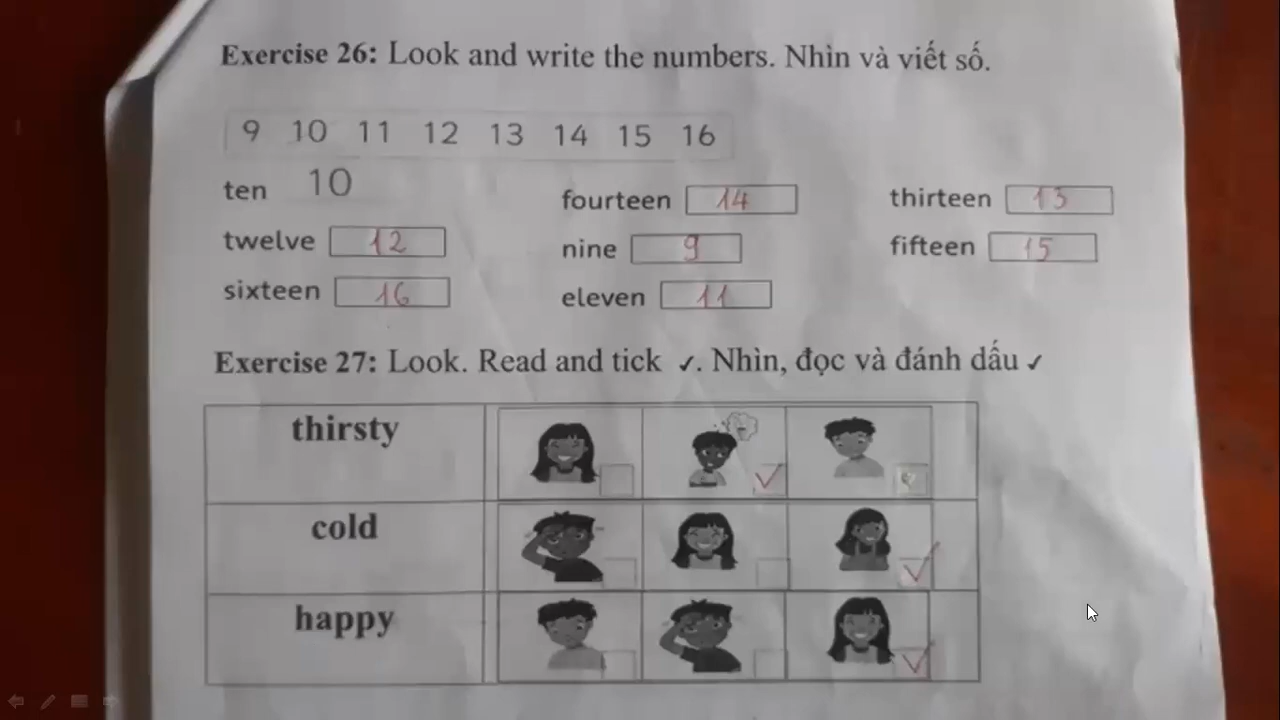 Exercise 26: Look and write the numbers. Nhìn và viết số.
9 10 11 12 13 14 15 16
ten 10 fourteen 14 thirteen 13
twelve 12 nine 9 fifteen 15
sixteen 16 eleven 11
Exercise 27: Look. Read and tick ✓. Nhìn, đọc và đánh dấu ✓
thirsty
cold
happy